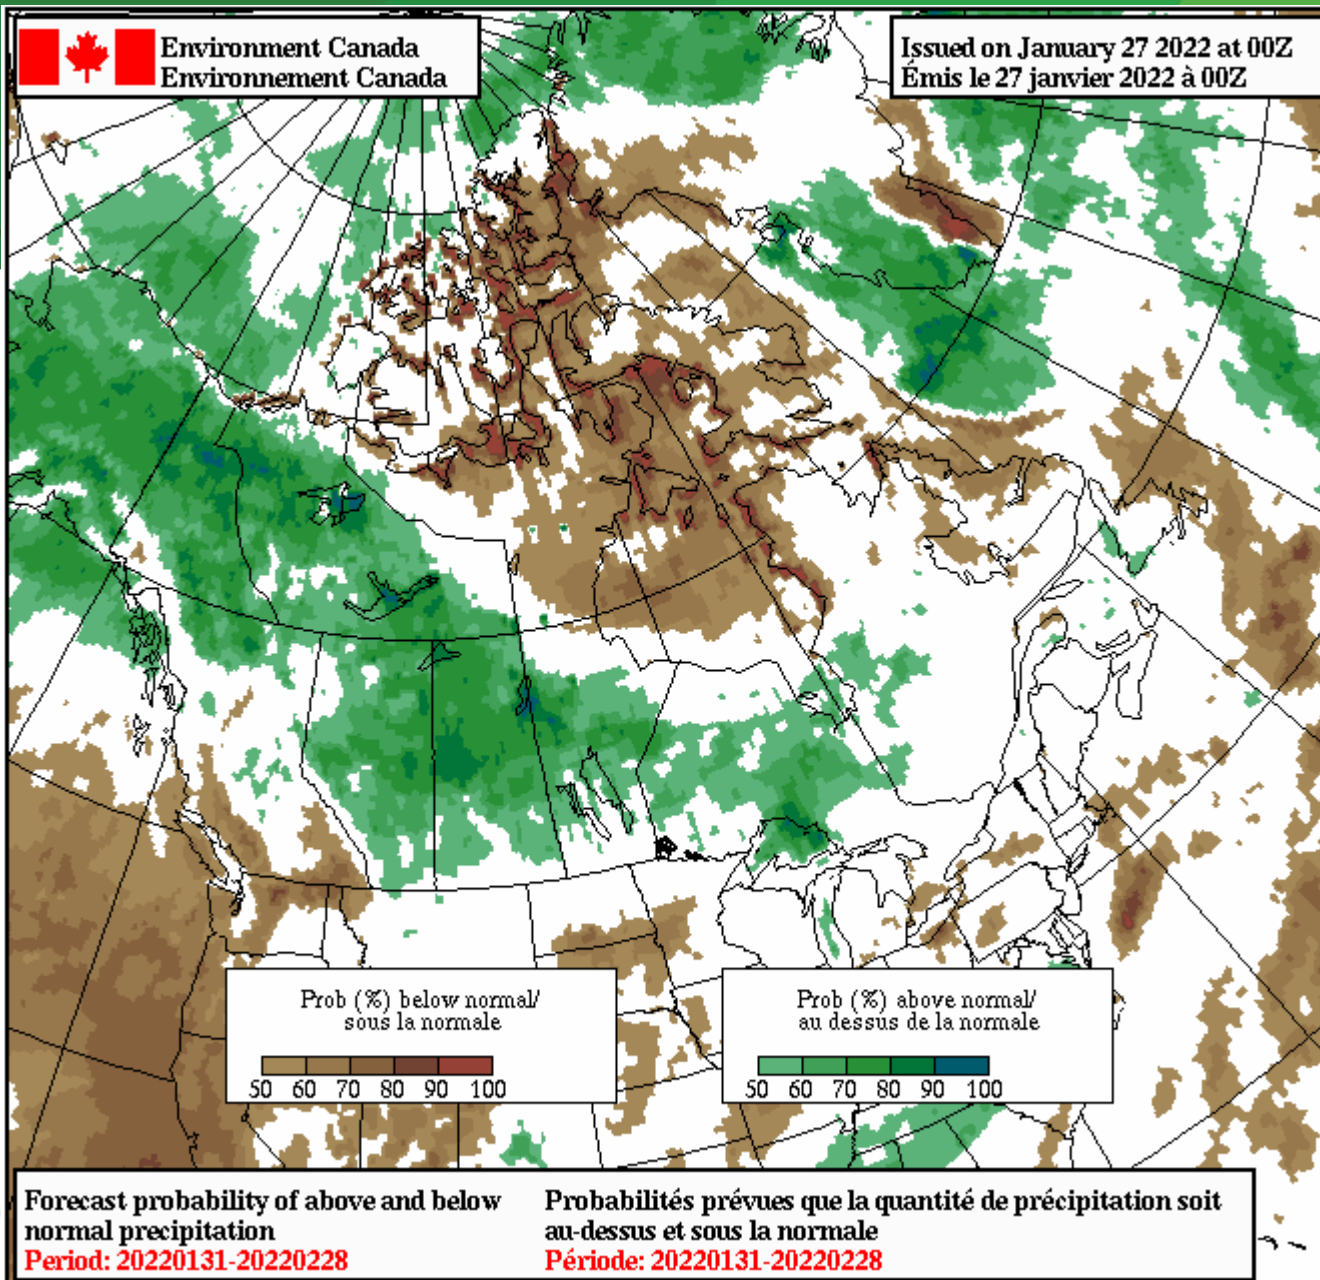 Environment Canada
Environnement Canada
Issued on January 27 2022 at 00Z
Émis le 27 janvier 2022 à 00Z
Prob (%) below normal/
sous la normale
50 60 70 80 90 100
Prob (%) above normal/
au dessus de la normale
50 60 70 80 90 100
Forecast probability of above and below
normal precipitation
Period: 20220131-20220228
Probabilités prévues que la quantité de précipitation soit
au-dessus et sous la normale
Période: 20220131-20220228